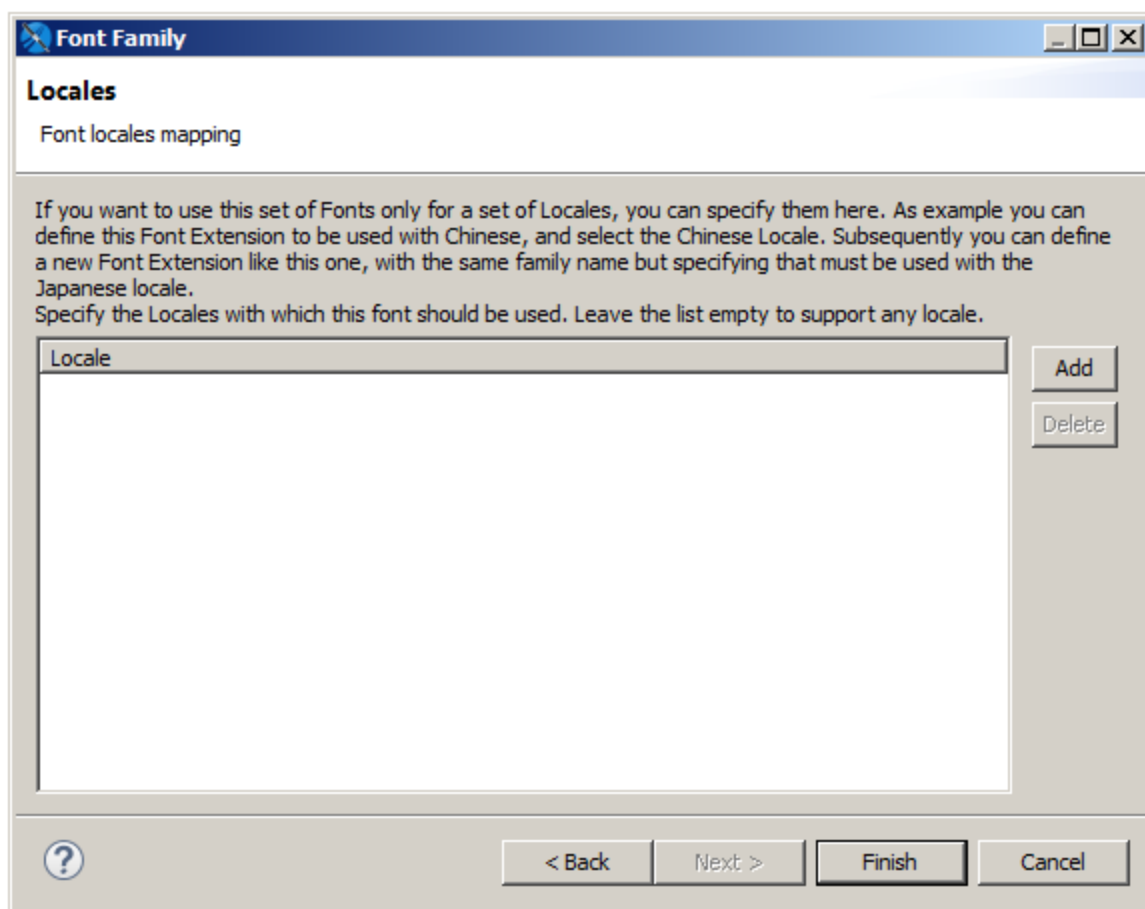 Font Family
Locales
Font locales mapping
If you want to use this set of Fonts only for a set of Locales, you can specify them here. As example you can
define this Font Extension to be used with Chinese, and select the Chinese Locale. Subsequently you can define
a new Font Extension like this one, with the same family name but specifying that must be used with the
Japanese locale.
Specify the Locales with which this font should be used. Leave the list empty to support any locale.
Locale
Add
Delete
? < Back Next > Finish Cancel